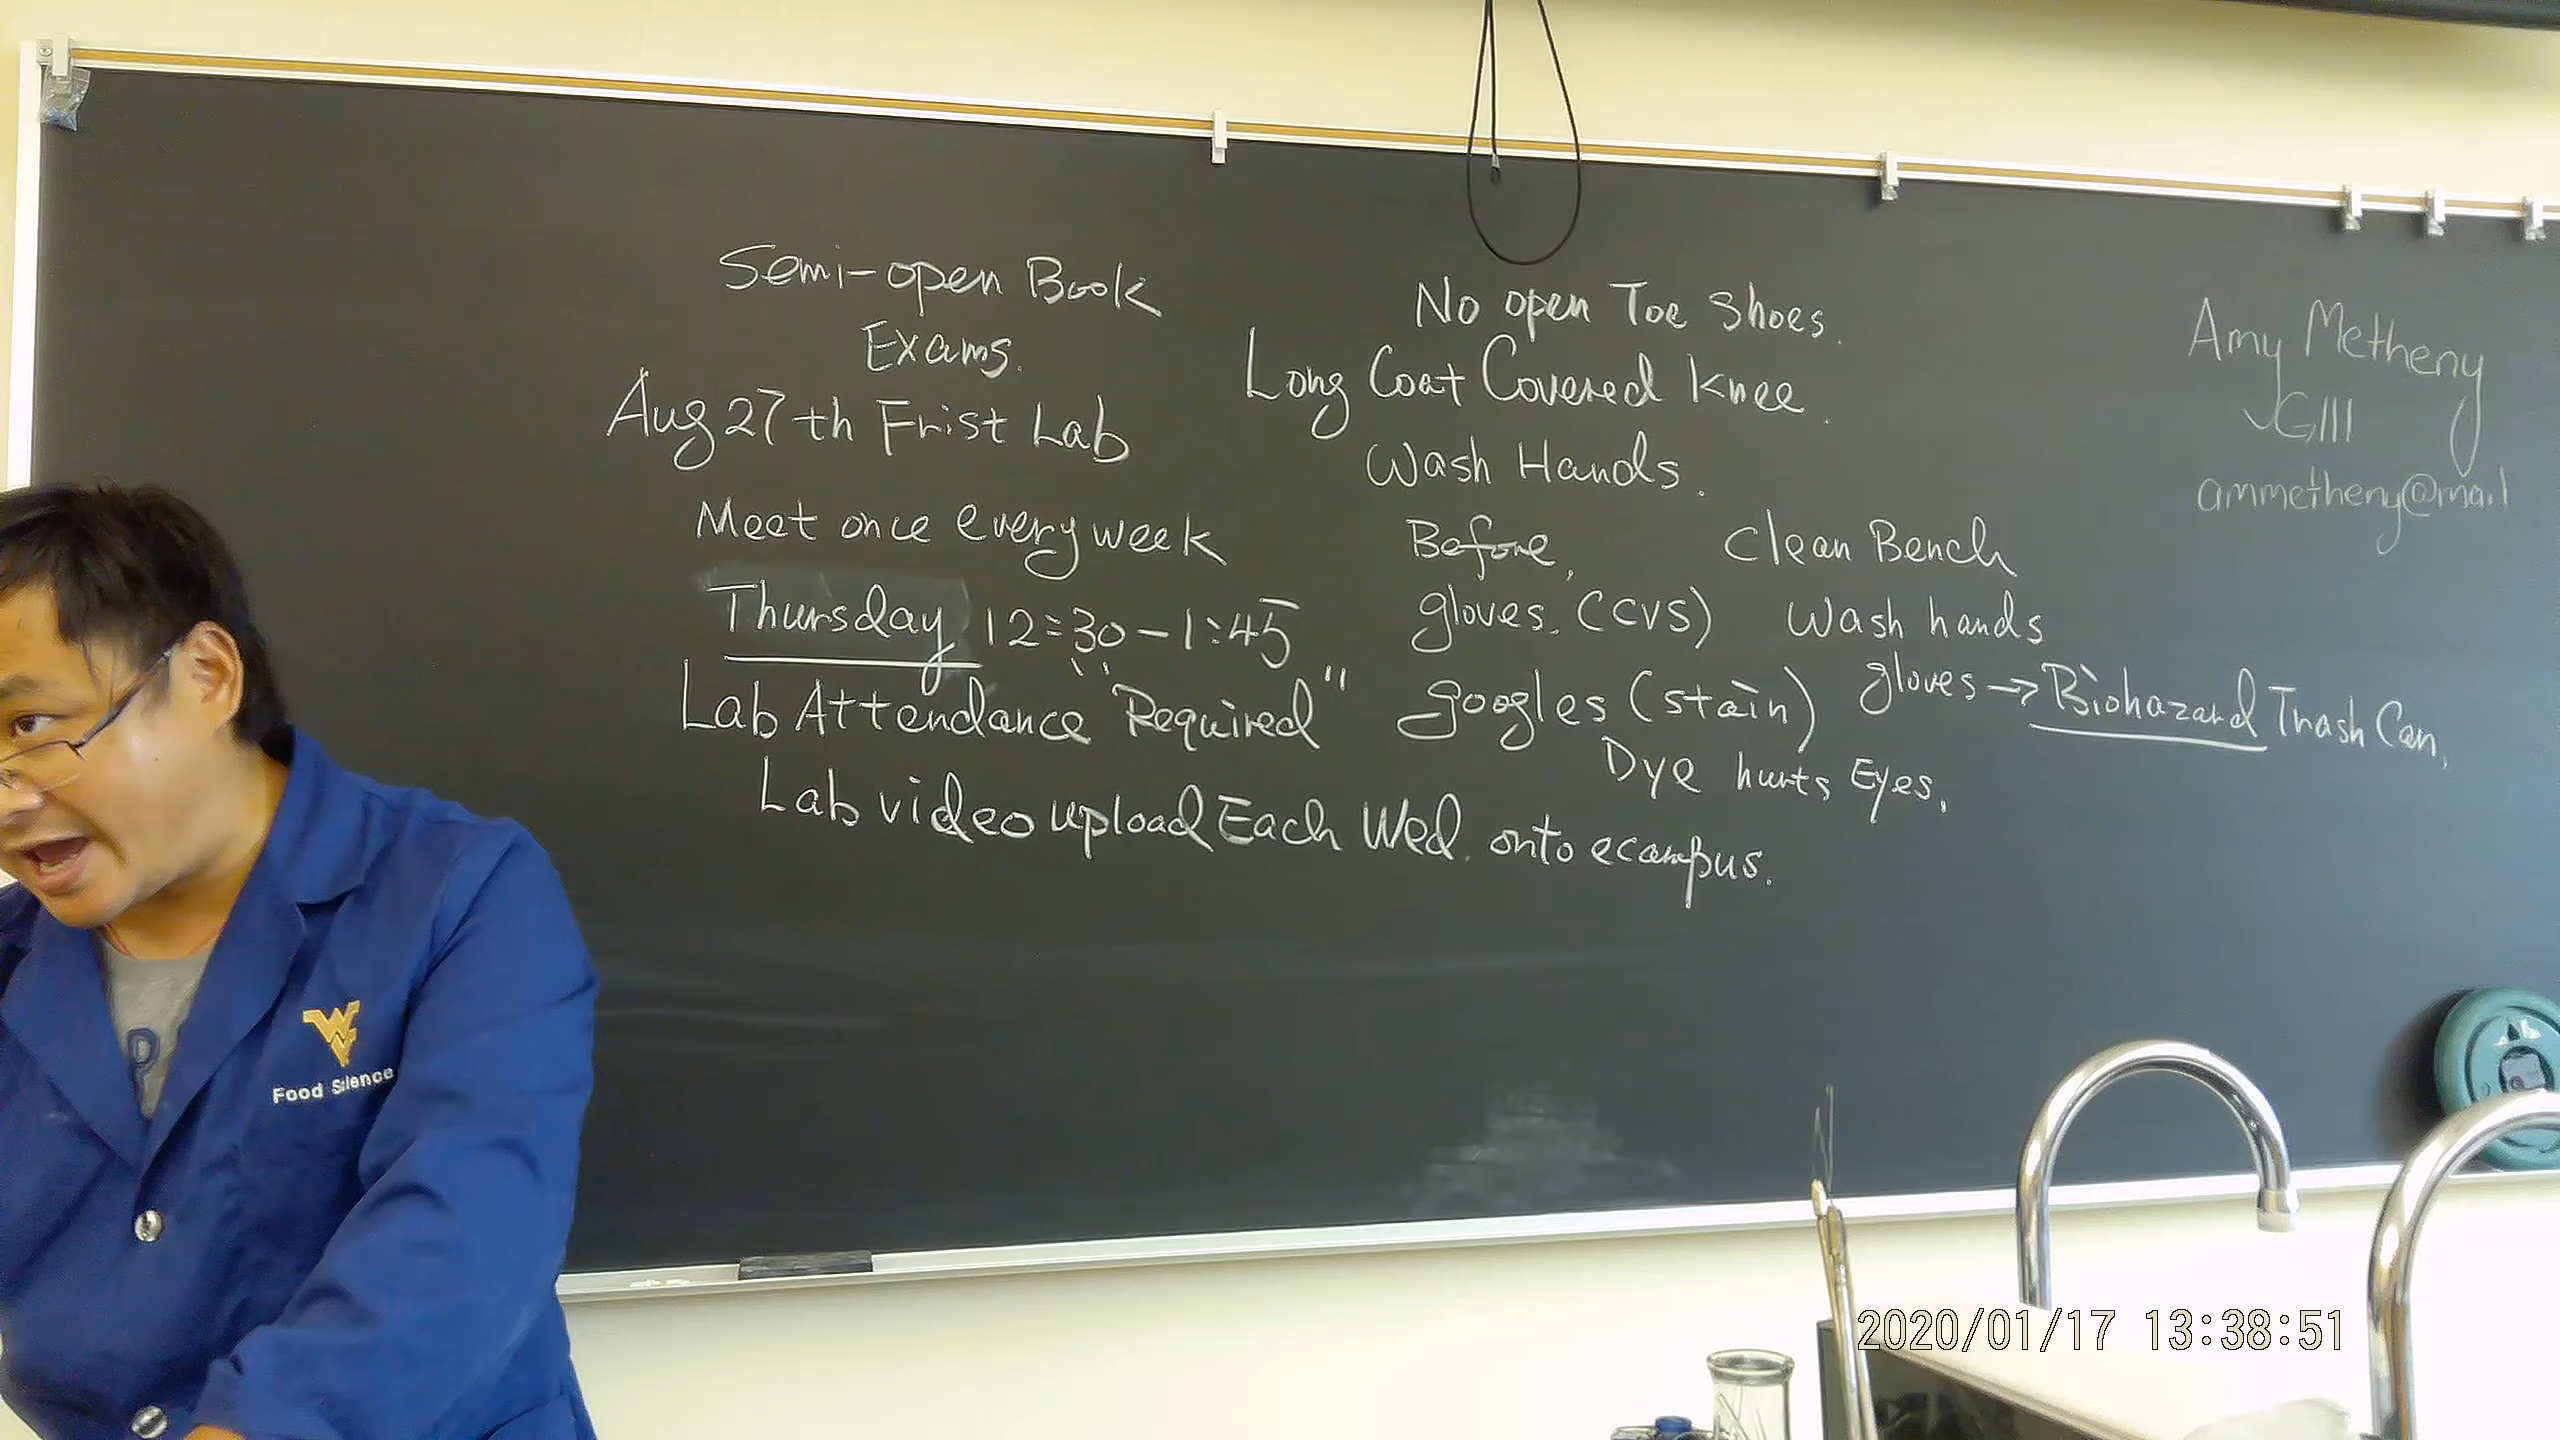 Semi-open Book
Exams.
Aug 27th Frist Lab
Meet once every week
Thursday 12:30-1:45
Lab Attendance "Required"
Lab video upload Each Wed. onto ecampus.
No open Toe shoes.
Long Coat Covered Knee.
Wash Hands.
Before,
gloves. (CVS)
googles (stain)
Dye hurts Eyes.
Clean Bench
Wash hands
gloves → Biohazard Trash Can.
Amy Metheny
G111
ammetheny@mail
Food Science
2020/01/17 13:38:51